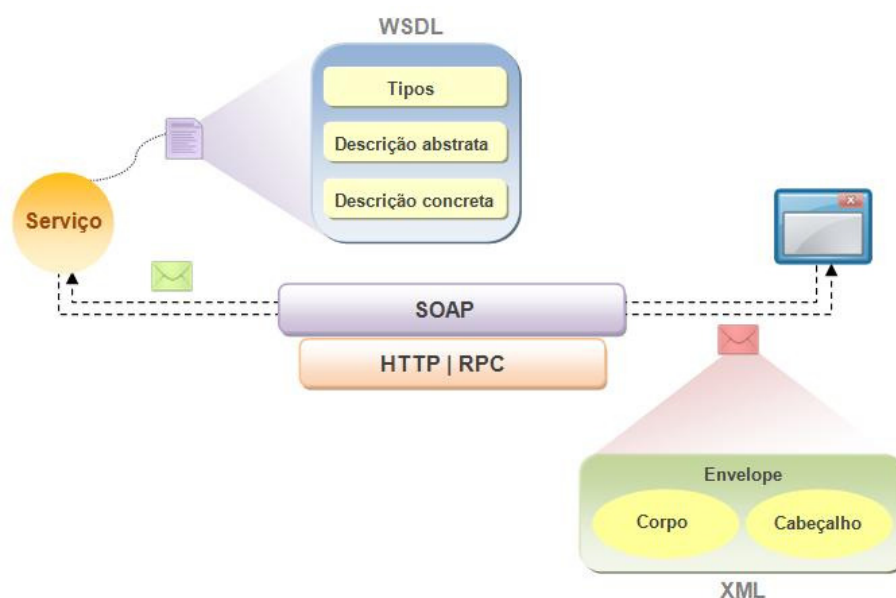 WSDL
Tipos
Descrição abstrata
Descrição concreta
Serviço
SOAP
HTTP | RPC
Envelope
Corpo
Cabeçalho
XML